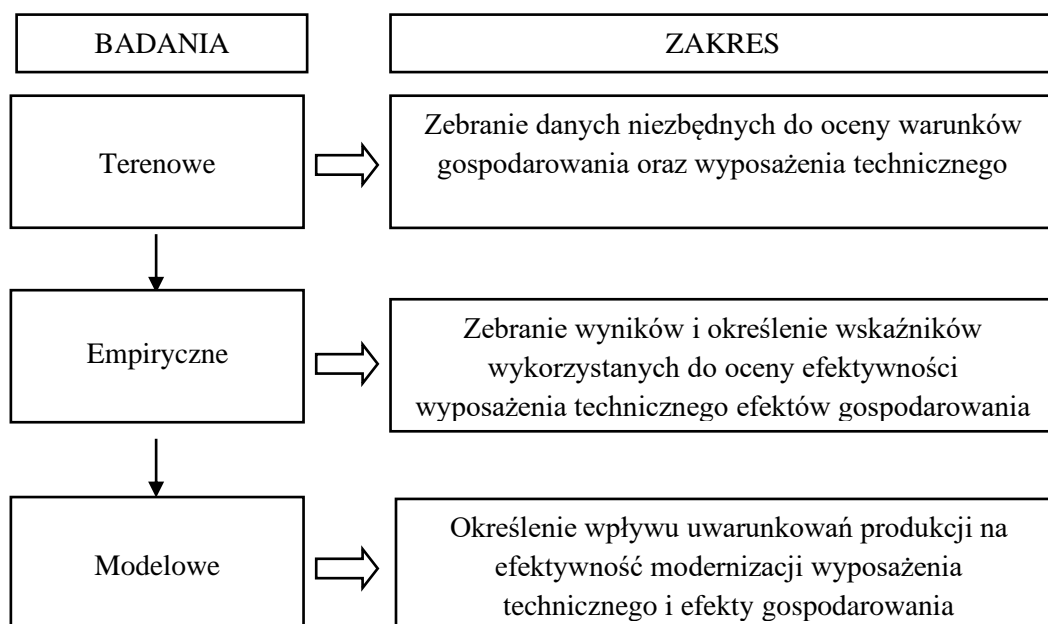 BADANIA
ZAKRES
Terenowe
Zebranie danych niezbędnych do oceny warunków
gospodarowania oraz wyposażenia technicznego
Empiryczne
Zebranie wyników i określenie wskaźników
wykorzystanych do oceny efektywności
wyposażenia technicznego efektów gospodarowania
Modelowe
Określenie wpływu uwarunkowań produkcji na
efektywność modernizacji wyposażenia
technicznego i efekty gospodarowania